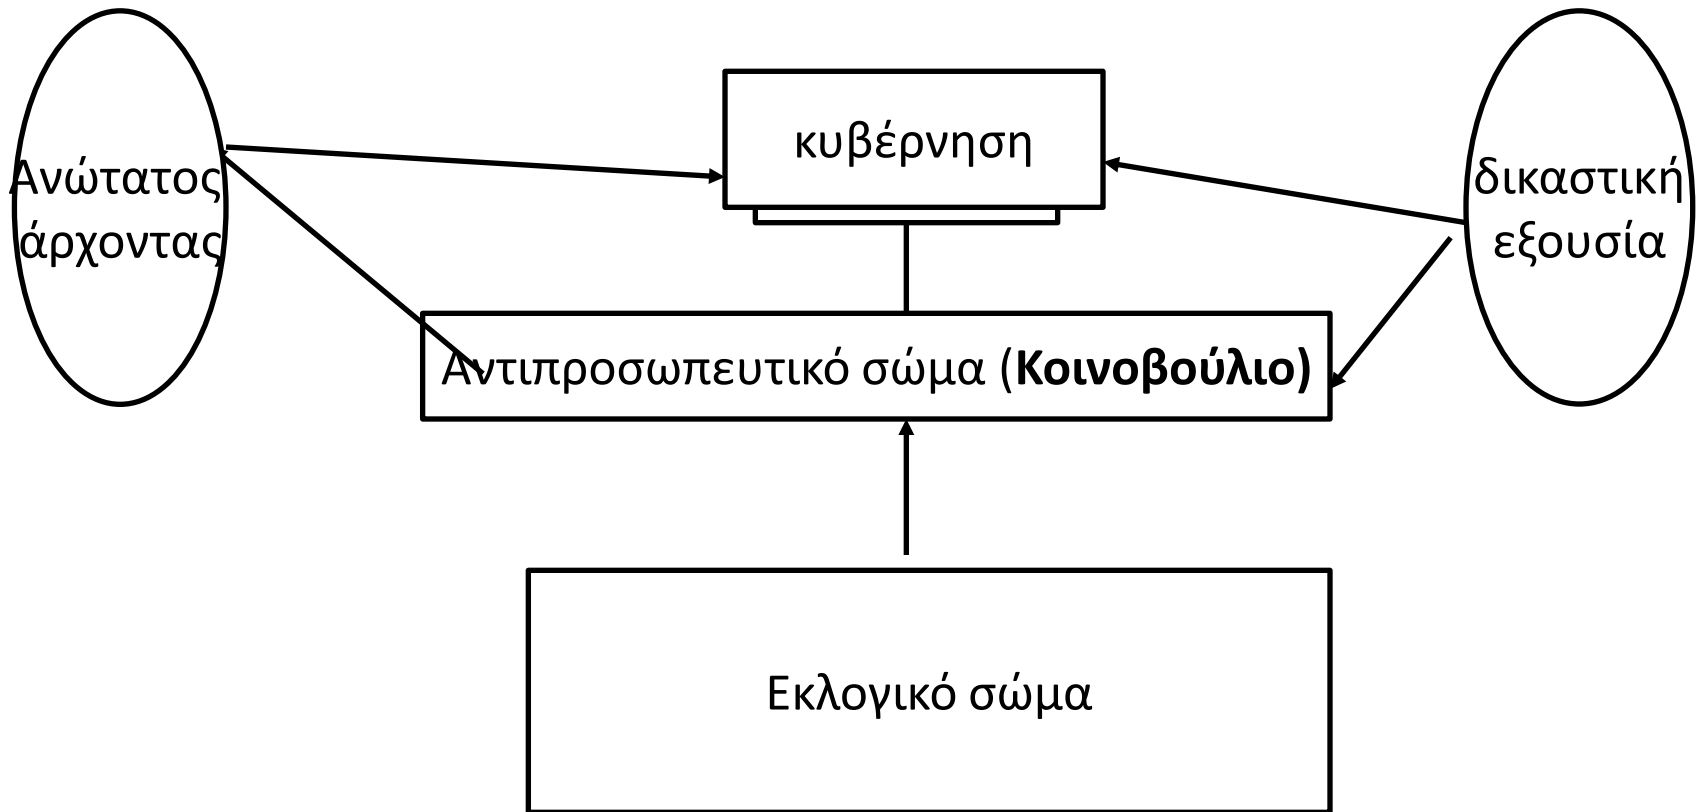 κυβέρνηση
Ανώτατος
άρχοντας
δικαστική
εξουσία
Αντιπροσωπευτικό σώμα (Κοινοβούλιο)
Εκλογικό σώμα